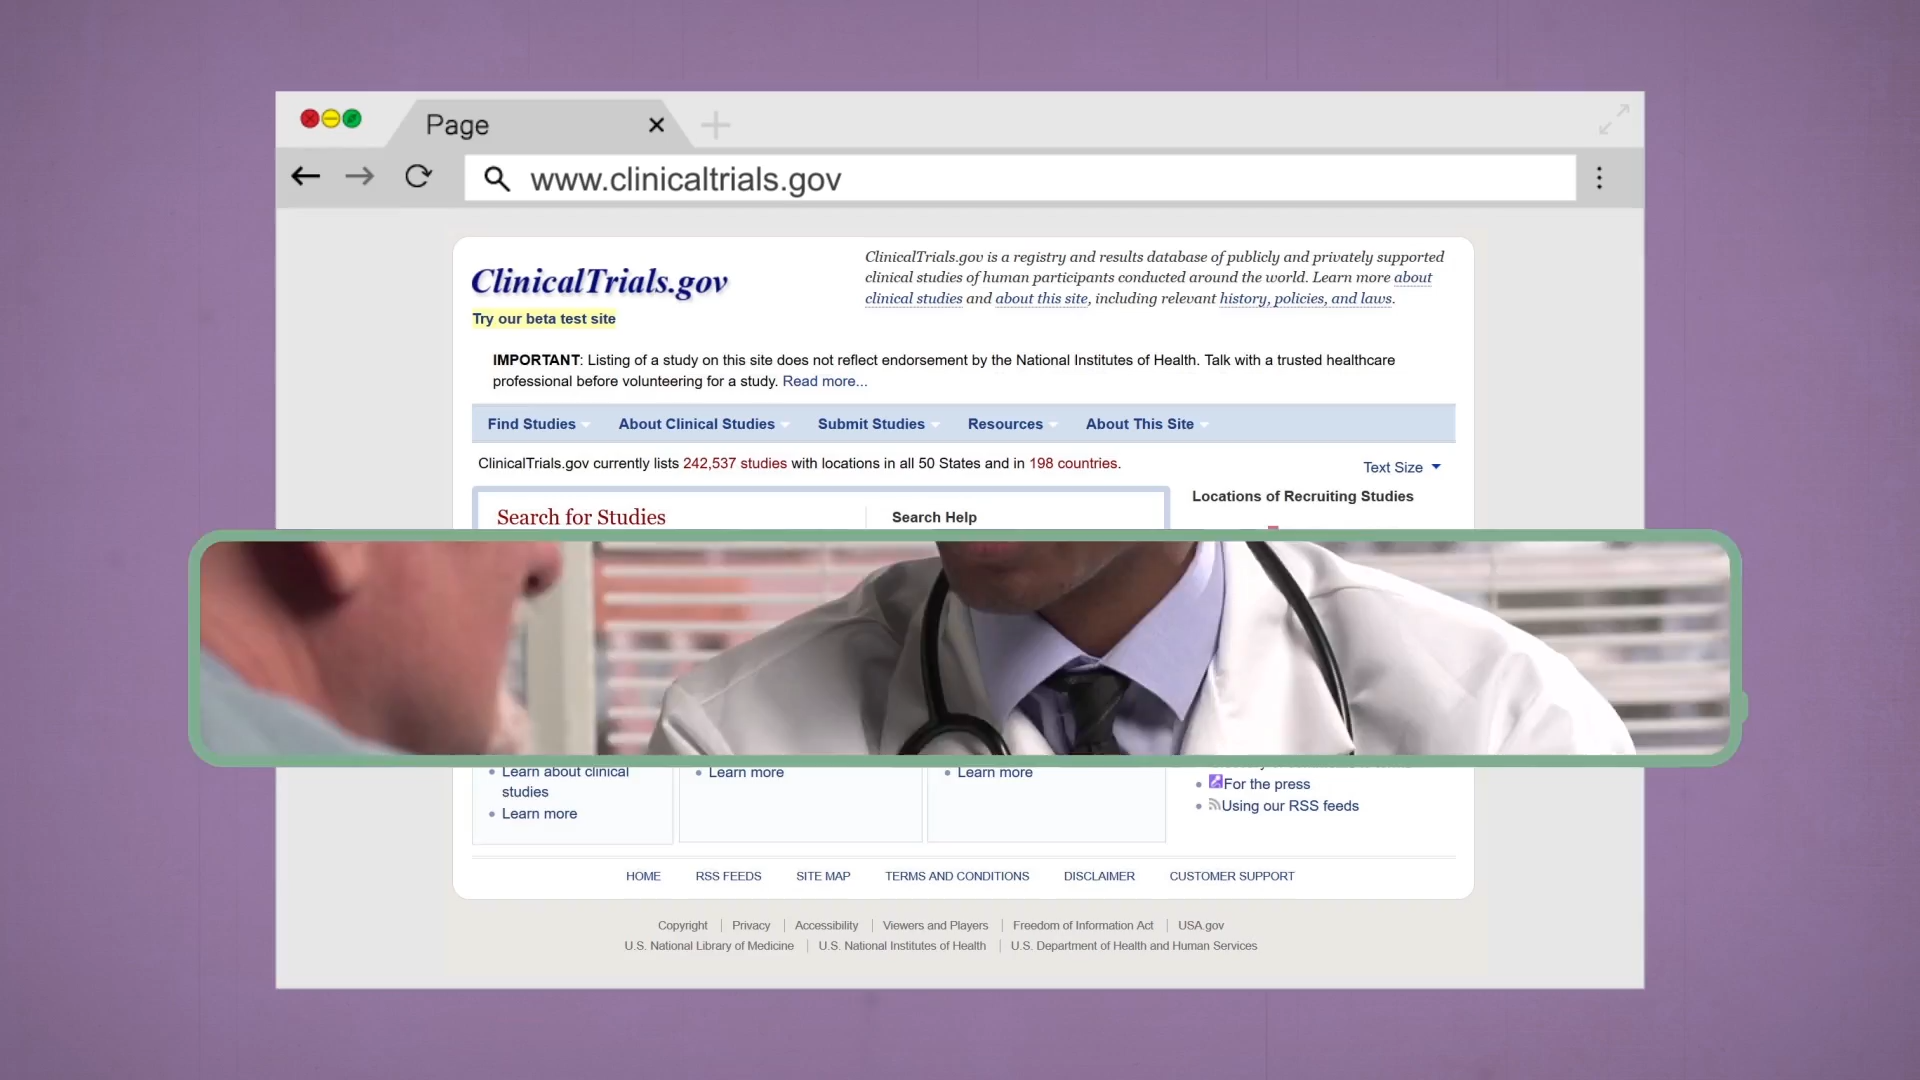 Page
www.clinicaltrials.gov
ClinicalTrials.gov
Try our beta test site
ClinicalTrials.gov is a registry and results database of publicly and privately supported
clinical studies of human participants conducted around the world. Learn more about
clinical studies and about this site, including relevant history, policies, and laws.
IMPORTANT: Listing of a study on this site does not reflect endorsement by the National Institutes of Health. Talk with a trusted healthcare
professional before volunteering for a study. Read more...
Find Studies About Clinical Studies Submit Studies Resources About This Site
ClinicalTrials.gov currently lists 242,537 studies with locations in all 50 States and in 198 countries.
Text Size
Search for Studies
Search Help
Locations of Recruiting Studies
Learn about clinical
studies
Learn more
Learn more
Learn more
For the press
Using our RSS feeds
HOME RSS FEEDS SITE MAP TERMS AND CONDITIONS DISCLAIMER CUSTOMER SUPPORT
Copyright Privacy Accessibility Viewers and Players Freedom of Information Act USA.gov
U.S. National Library of Medicine U.S. National Institutes of Health U.S. Department of Health and Human Services